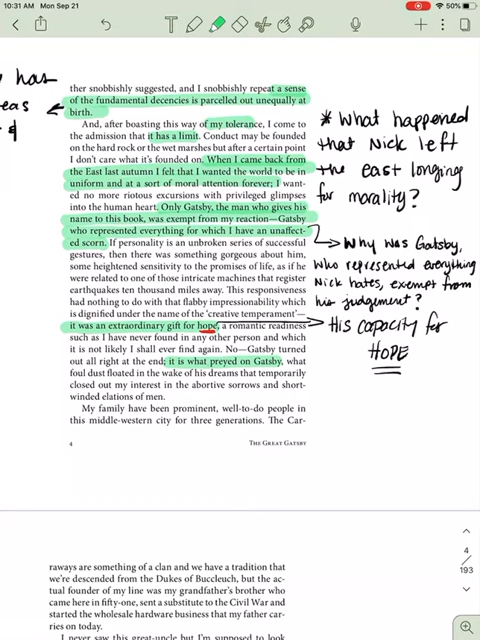 10:31 AM Mon Sep 21
50%
has
eas
&
ther snobbishly suggested, and I snobbishly repeat a sense
of the fundamental decencies is parcelled out unequally at
birth.
And, after boasting this way of my tolerance, I come to
the admission that it has a limit. Conduct may be founded
on the hard rock or the wet marshes but after a certain point
I don't care what it's founded on. When I came back from
the East last autumn I felt that I wanted the world to be in
uniform and at a sort of moral attention forever; I want-
ed no more riotous excursions with privileged glimpses
into the human heart. Only Gatsby, the man who gives his
name to this book, was exempt from my reaction—Gatsby
who represented everything for which I have an unaffect-
ed scorn. If personality is an unbroken series of successful
gestures, then there was something gorgeous about him,
some heightened sensitivity to the promises of life, as if he
were related to one of those intricate machines that register
earthquakes ten thousand miles away. This responsiveness
had nothing to do with that flabby impressionability which
is dignified under the name of the 'creative temperament'—
it was an extraordinary gift for hope, a romantic readiness
such as I have never found in any other person and which
it is not likely I shall ever find again. No—Gatsby turned
out all right at the end; it is what preyed on Gatsby, what
foul dust floated in the wake of his dreams that temporarily
closed out my interest in the abortive sorrows and short-
winded elations of men.
My family have been prominent, well-to-do people in
this middle-western city for three generations. The Car-
4 The Great Gatsby
* What happened
that Nick left
the east longing
for morality?
Why was Gatsby,
who represented everything
Nick hates, exempt from
his judgement?
His capacity for
HOPE
4
193
raways are something of a clan and we have a tradition that
we're descended from the Dukes of Buccleuch, but the ac-
tual founder of my line was my grandfather's brother who
came here in fifty-one, sent a substitute to the Civil War and
started the wholesale hardware business that my father car-
ries on today.
I never saw this great-uncle but I'm supposed to look